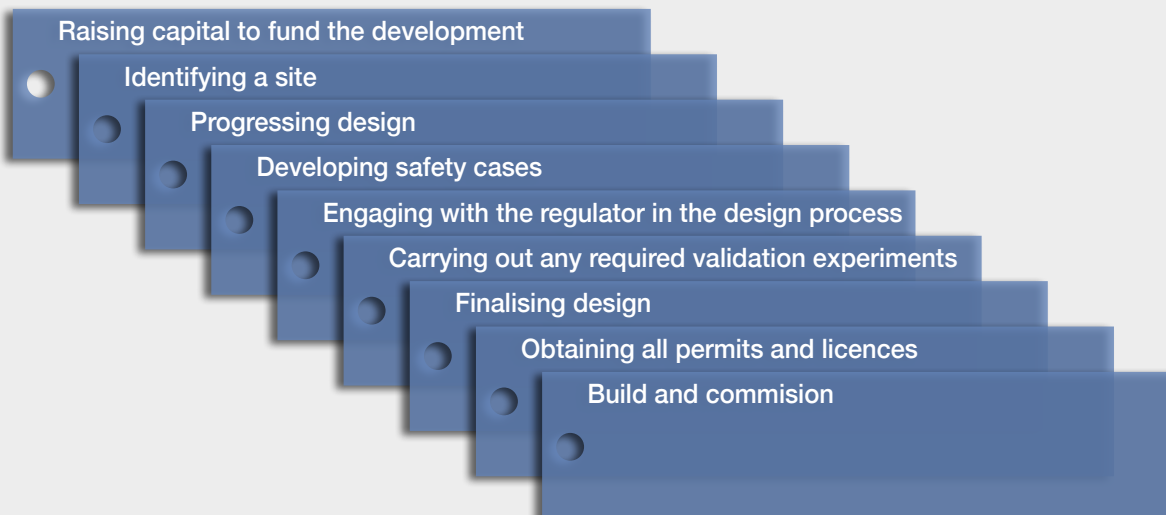 Raising capital to fund the development
Identifying a site
Progressing design
Developing safety cases
Engaging with the regulator in the design process
Carrying out any required validation experiments
Finalising design
Obtaining all permits and licences
Build and commision